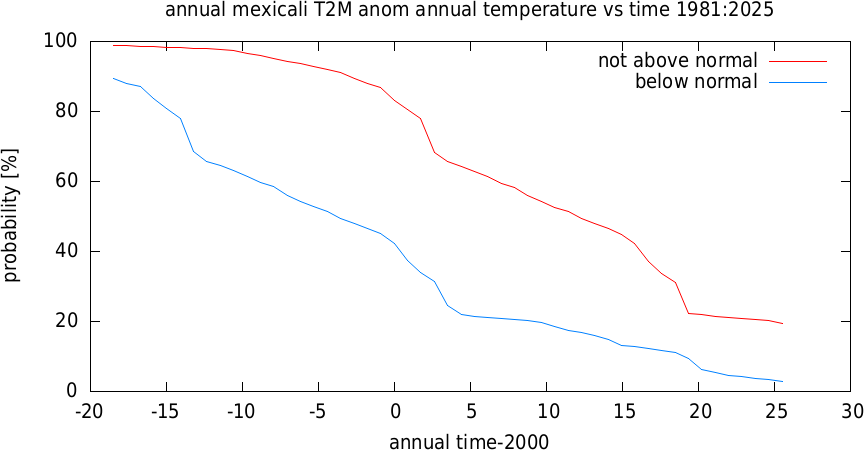 annual mexicali T2M anom annual temperature vs time 1981:2025
not above normal
below normal
probability [%]
100
80
60
40
20
0
-20 -15 -10 -5 0 5 10 15 20 25 30
annual time-2000